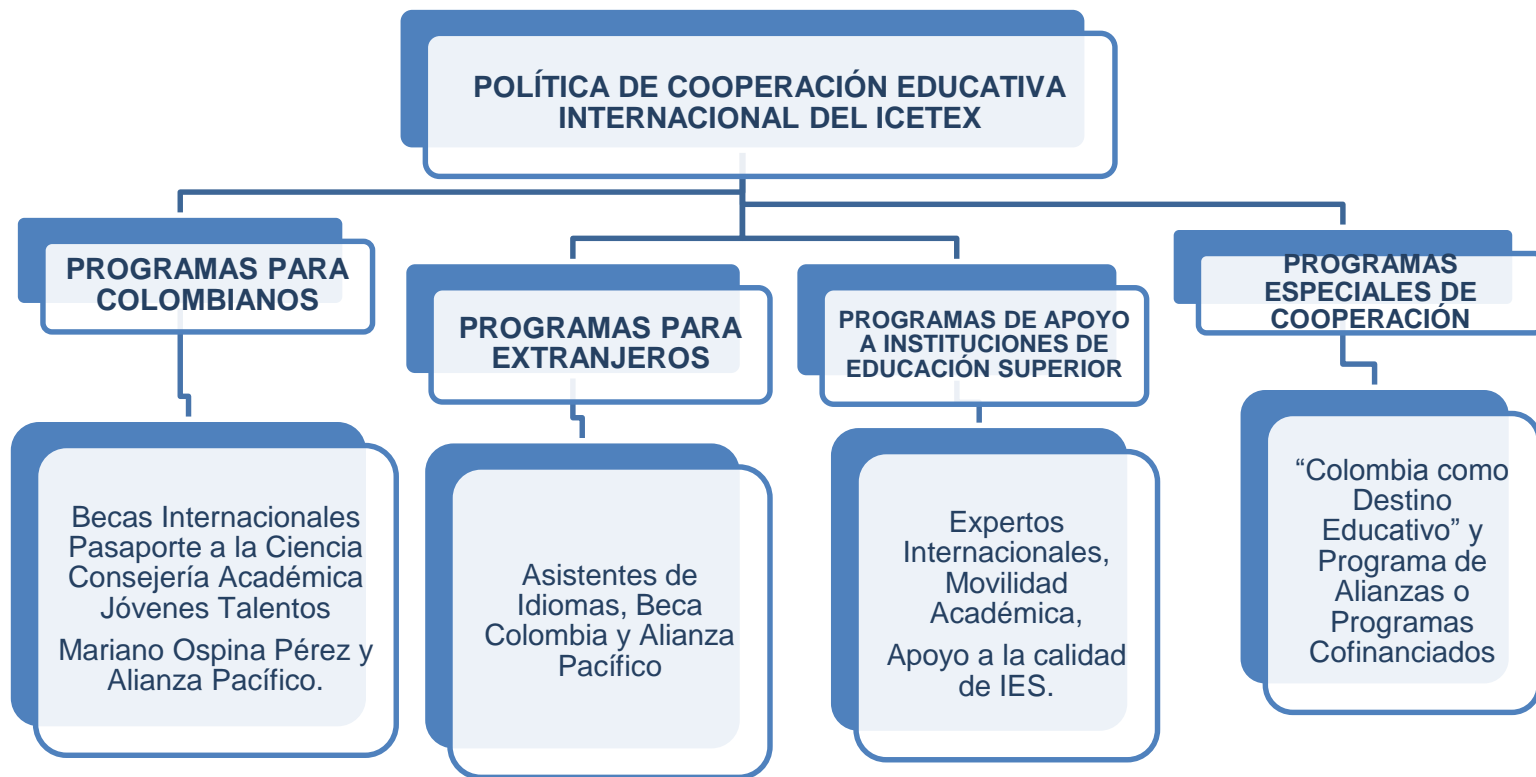 POLÍTICA DE COOPERACIÓN EDUCATIVA
INTERNACIONAL DEL ICETEX
PROGRAMAS PARA
COLOMBIANOS
PROGRAMAS PARA
EXTRANJEROS
PROGRAMAS DE APOYO
A INSTITUCIONES DE
EDUCACIÓN SUPERIOR
PROGRAMAS
ESPECIALES DE
COOPERACIÓN
Becas Internacionales
Pasaporte a la Ciencia
Consejería Académica
Jóvenes Talentos
Mariano Ospina Pérez y
Alianza Pacífico.
Asistentes de
Idiomas, Beca
Colombia y Alianza
Pacífico
Expertos
Internacionales,
Movilidad
Académica,
Apoyo a la calidad
de IES.
“Colombia como
Destino
Educativo” y
Programa de
Alianzas o
Programas
Cofinanciados